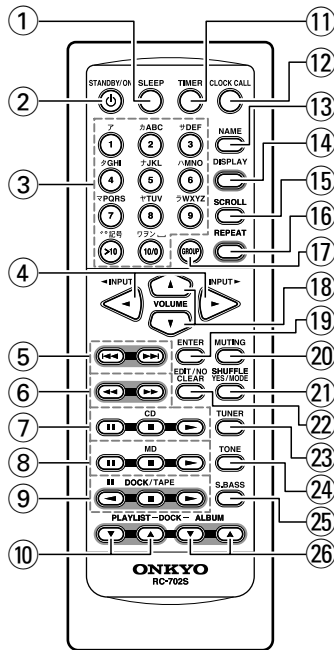 ① ⑪
STANDBY/ON SLEEP TIMER CLOCK CALL ⑫
②
ア カABC サDEF NAME ⑬
1 2 3
タGHI ナJKL ハMNO DISPLAY ⑭
③ 4 5 6
マPQRS ヤTUV ラWXYZ SCROLL ⑮
7 8 9
゛゜記号 ワヲン REPEAT ⑯
>10 10/0 GROUP ⑰
④ ◄INPUT INPUT►
VOLUME ⑱
⑲
⑤ ENTER MUTING ⑳
EDIT/NO CLEAR SHUFFLE YES/MODE ㉑
⑥ ㉒
⑦ CD TUNER ㉓
⑧ MD TONE ㉔
⑨ DOCK/TAPE S.BASS ㉕
PLAYLIST–DOCK– ALBUM
⑩ ㉖
ONKYO
RC-702S